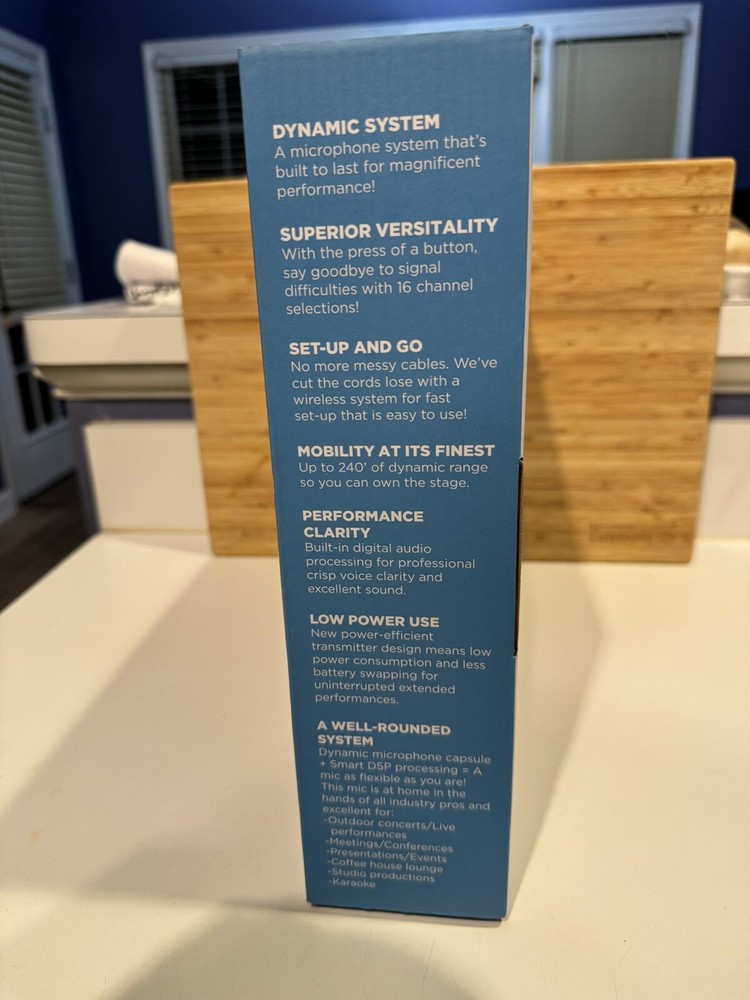 DYNAMIC SYSTEM
A microphone system that's
built to last for magnificent
performance!
SUPERIOR VERSITALITY
With the press of a button,
say goodbye to signal
difficulties with 16 channel
selections!
SET-UP AND GO
No more messy cables. We've
cut the cords lose with a
wireless system for fast
set-up that is easy to use!
MOBILITY AT ITS FINEST
Up to 240' of dynamic range
so you can own the stage.
PERFORMANCE
CLARITY
Built-in digital audio
processing for professional
crisp voice clarity and
excellent sound.
LOW POWER USE
New power-efficient
transmitter design means low
power consumption and less
battery swapping for
uninterrupted extended
performances.
A WELL-ROUNDED
SYSTEM
Dynamic microphone capsule
+ Smart DSP processing = A
mic as flexible as you are!
This mic is at home in the
hands of all industry pros and
excellent for:
-Outdoor concerts/Live
performances
-Meetings/Conferences
-Presentations/Events
-Coffee house lounge
-Studio productions
-Karaoke